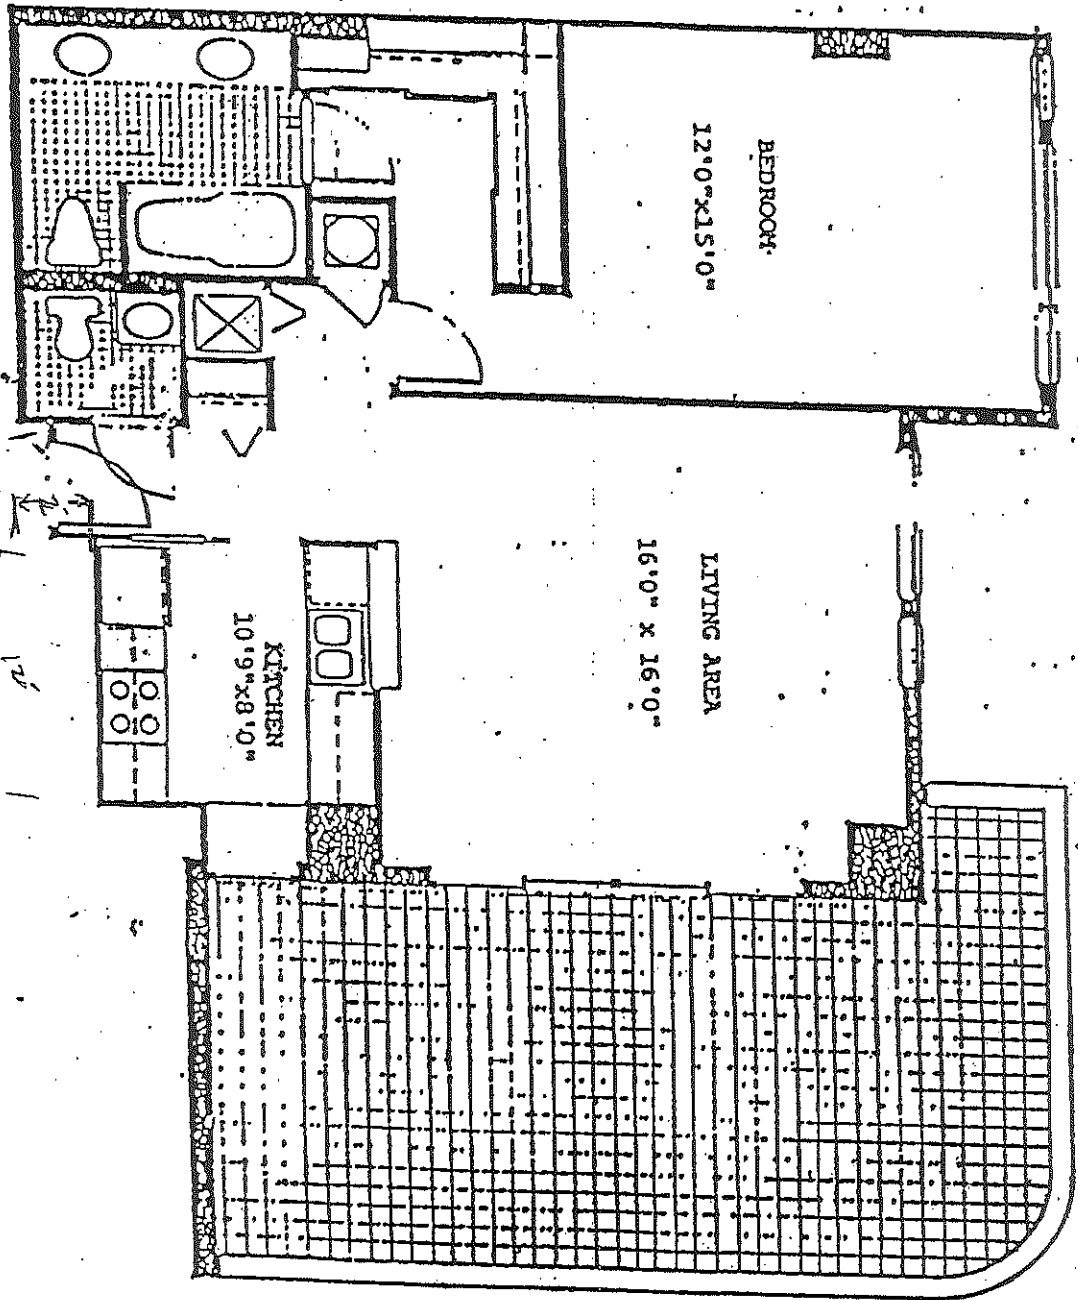 BEDROOM
12'0"x15'0"
LIVING AREA
16'0" x 16'0"
KITCHEN
10'9"x8'0"